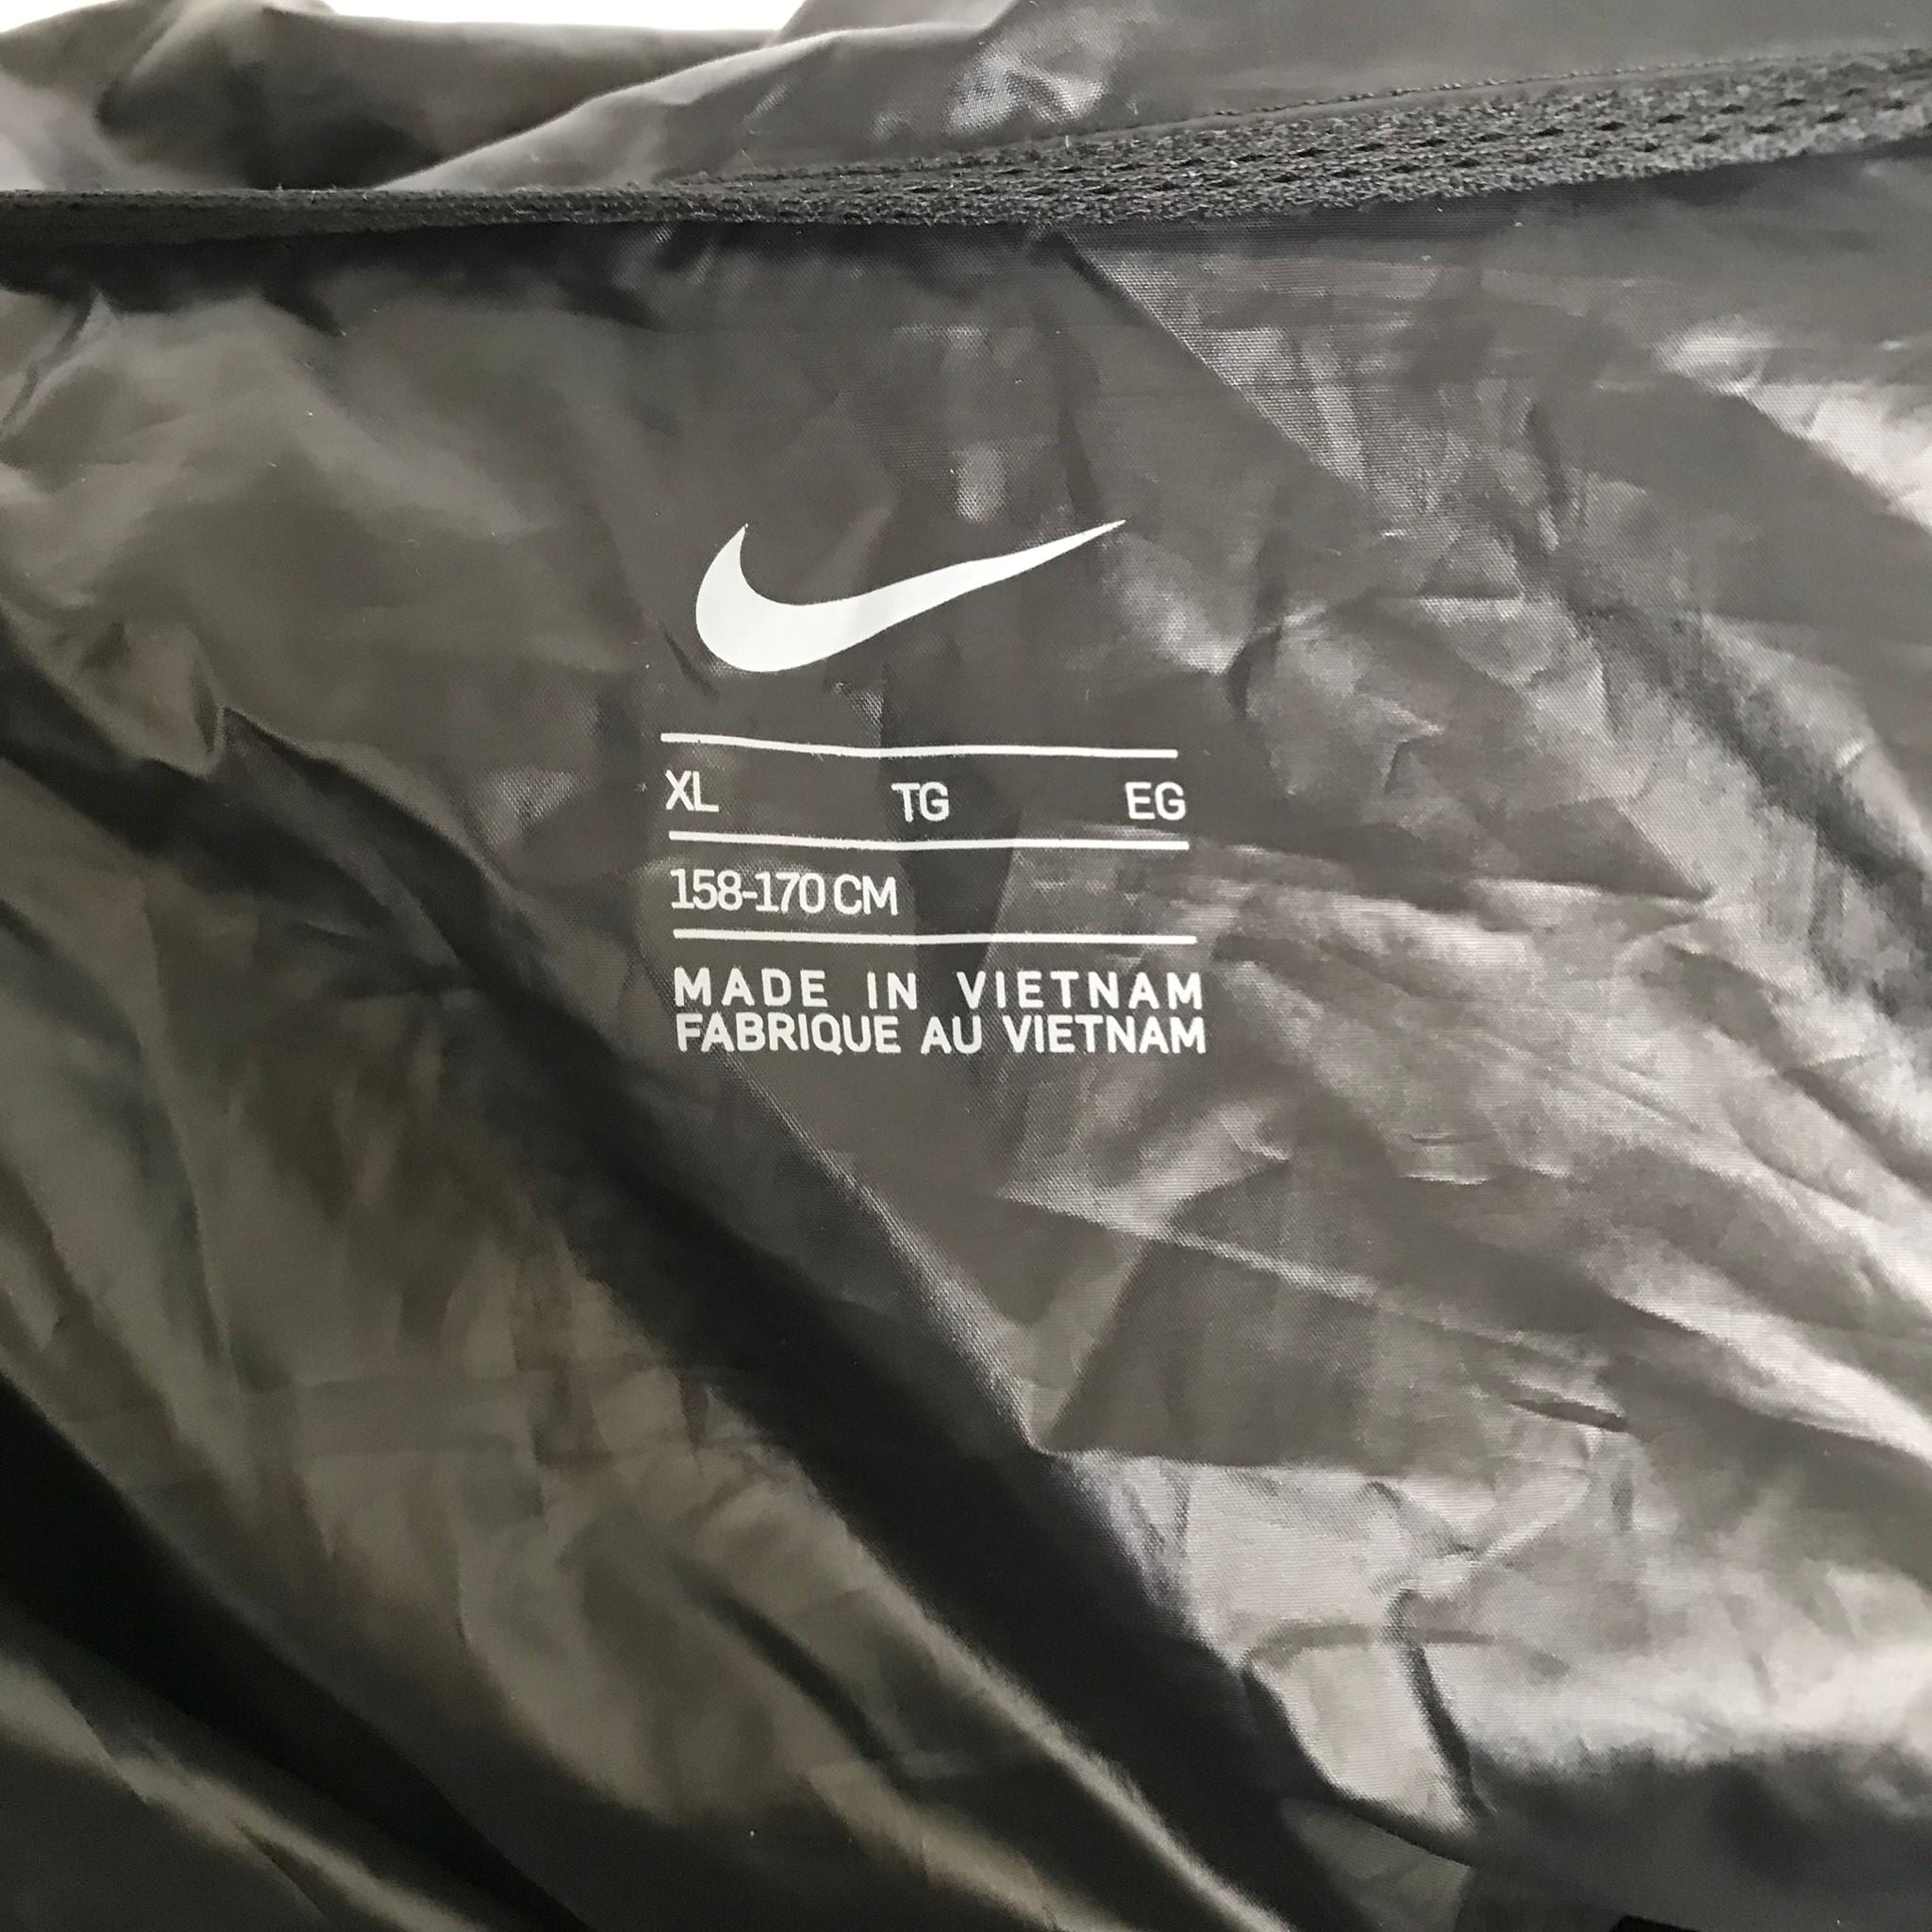 XL TG EG
158-170 CM
MADE IN VIETNAM
FABRIQUE AU VIETNAM